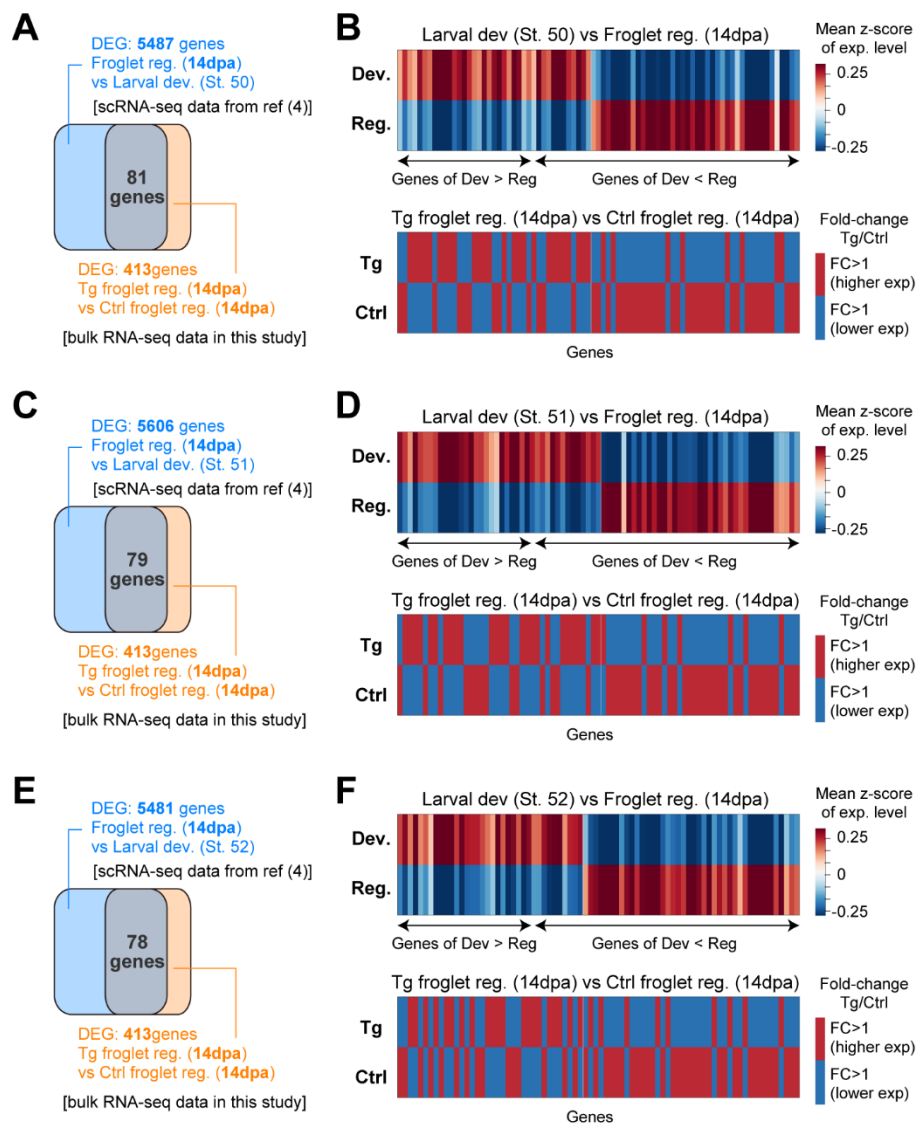 A
DEG: 5487 genes
Froglet reg. (14dpa)
vs Larval dev. (St. 50)
[scRNA-seq data from ref (4)]
81
genes
DEG: 413genes
Tg froglet reg. (14dpa)
vs Ctrl froglet reg. (14dpa)
[bulk RNA-seq data in this study]
B
Larval dev (St. 50) vs Froglet reg. (14dpa)
Mean z-score
of exp. level
Dev.
Reg.
0.25
0
-0.25
Genes of Dev > Reg
Genes of Dev < Reg
Tg froglet reg. (14dpa) vs Ctrl froglet reg. (14dpa)
Fold-change
Tg/Ctrl
Tg
Ctrl
FC>1
(higher exp)
FC>1
(lower exp)
Genes
C
DEG: 5606 genes
Froglet reg. (14dpa)
vs Larval dev. (St. 51)
[scRNA-seq data from ref (4)]
79
genes
DEG: 413genes
Tg froglet reg. (14dpa)
vs Ctrl froglet reg. (14dpa)
[bulk RNA-seq data in this study]
D
Larval dev (St. 51) vs Froglet reg. (14dpa)
Mean z-score
of exp. level
Dev.
Reg.
0.25
0
-0.25
Genes of Dev > Reg
Genes of Dev < Reg
Tg froglet reg. (14dpa) vs Ctrl froglet reg. (14dpa)
Fold-change
Tg/Ctrl
Tg
Ctrl
FC>1
(higher exp)
FC>1
(lower exp)
Genes
E
DEG: 5481 genes
Froglet reg. (14dpa)
vs Larval dev. (St. 52)
[scRNA-seq data from ref (4)]
78
genes
DEG: 413genes
Tg froglet reg. (14dpa)
vs Ctrl froglet reg. (14dpa)
[bulk RNA-seq data in this study]
F
Larval dev (St. 52) vs Froglet reg. (14dpa)
Mean z-score
of exp. level
Dev.
Reg.
0.25
0
-0.25
Genes of Dev > Reg
Genes of Dev < Reg
Tg froglet reg. (14dpa) vs Ctrl froglet reg. (14dpa)
Fold-change
Tg/Ctrl
Tg
Ctrl
FC>1
(higher exp)
FC>1
(lower exp)
Genes